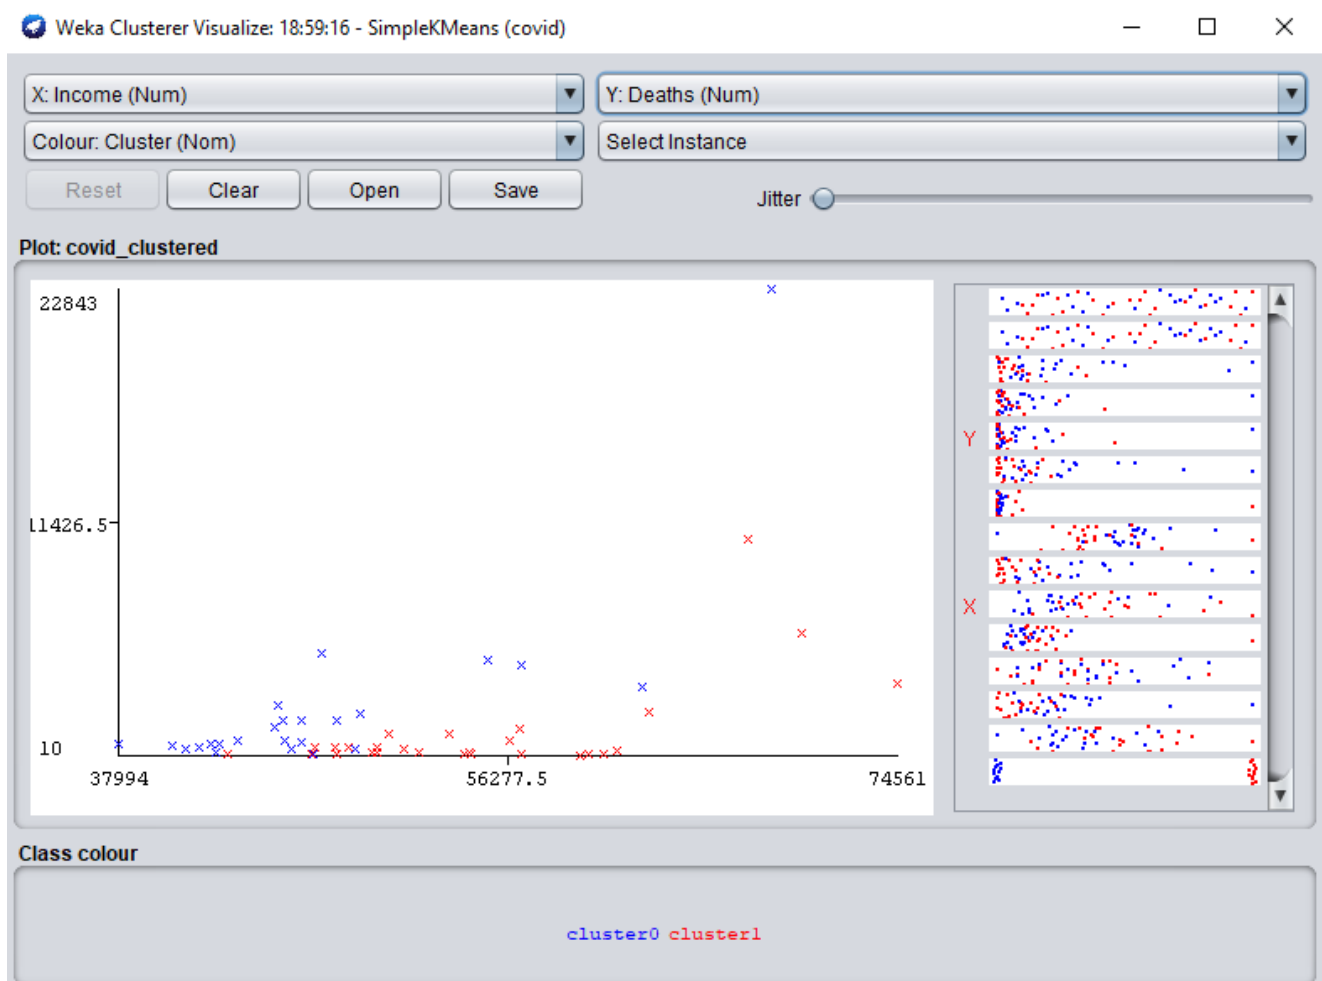 Weka Clusterer Visualize: 18:59:16 - SimpleKMeans (covid)
X: Income (Num)
Y: Deaths (Num)
Colour: Cluster (Nom)
Select Instance
Reset
Clear
Open
Save
Jitter
Plot: covid_clustered
22843
11426.5
10
37994
56277.5
74561
Y
X
Class colour
cluster0 cluster1